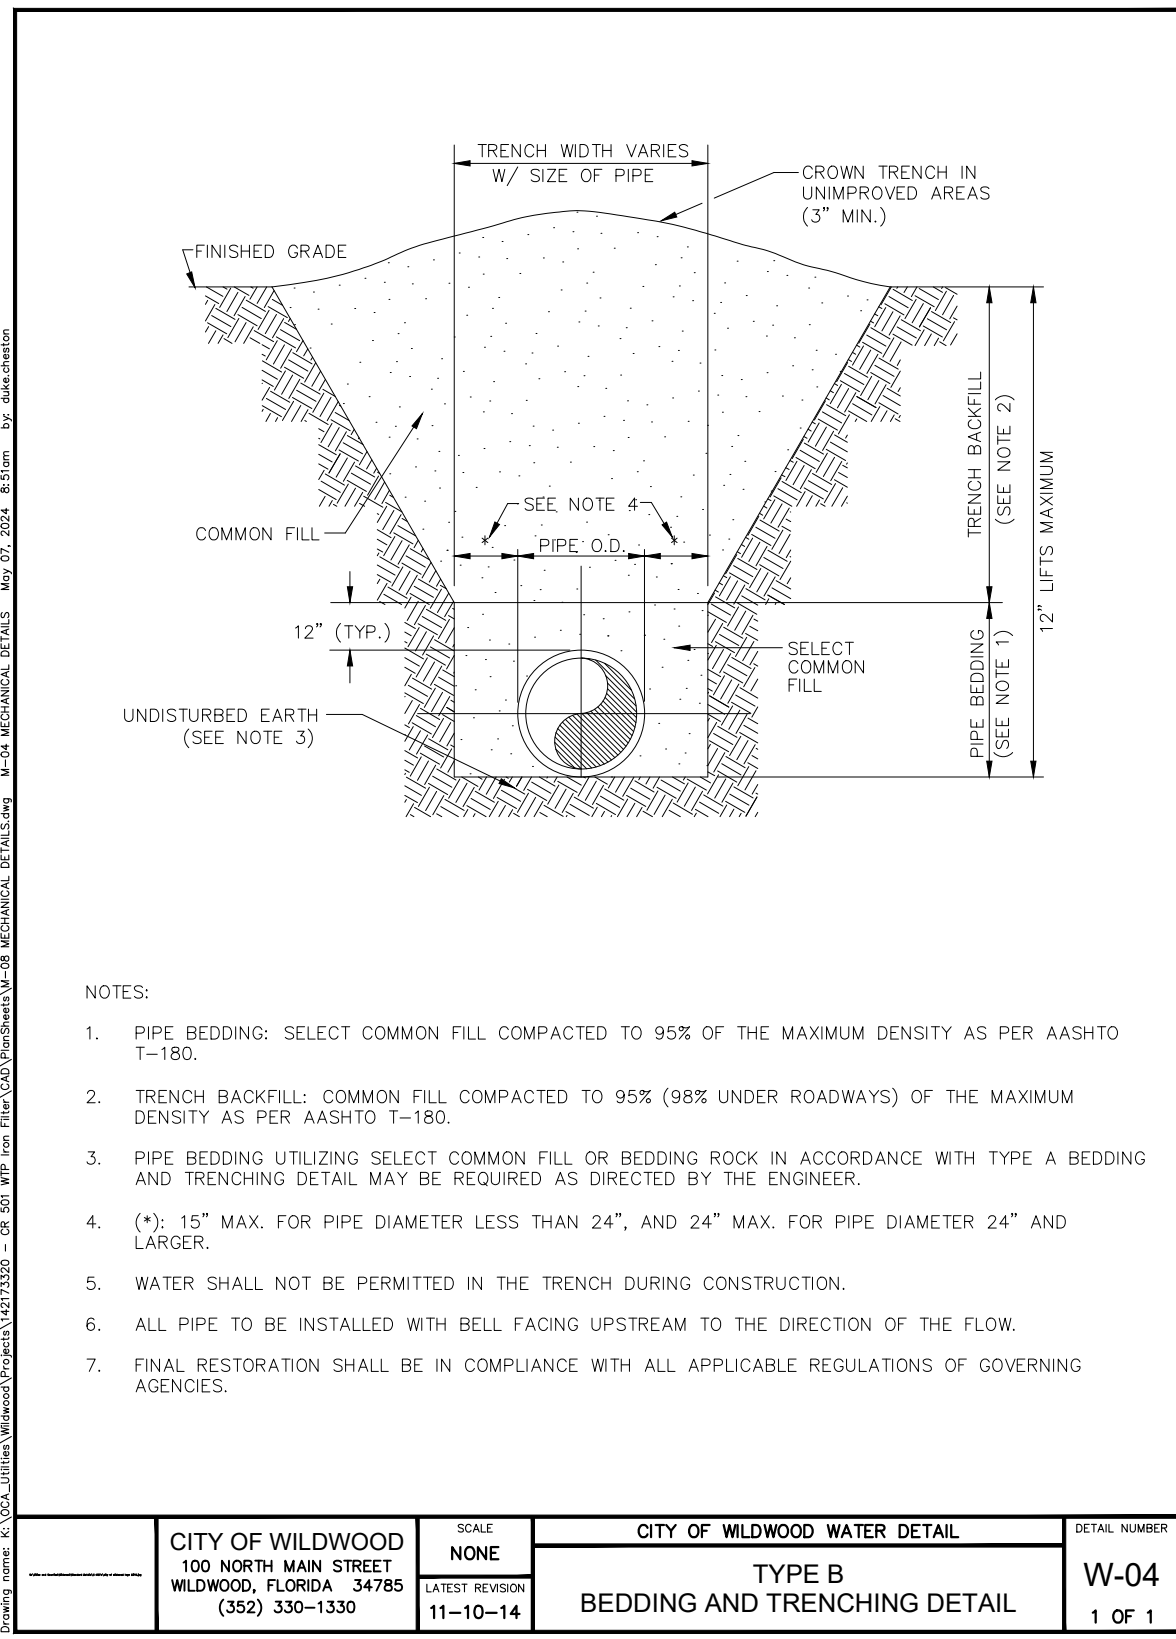 TRENCH WIDTH VARIES
W/ SIZE OF PIPE
CROWN TRENCH IN
UNIMPROVED AREAS
(3" MIN.)
FINISHED GRADE
COMMON FILL
SEE NOTE 4
*
*
PIPE O.D.
12" (TYP.)
SELECT
COMMON
FILL
UNDISTURBED EARTH
(SEE NOTE 3)
TRENCH BACKFILL
(SEE NOTE 2)
PIPE BEDDING
(SEE NOTE 1)
12" LIFTS MAXIMUM
NOTES:
1. PIPE BEDDING: SELECT COMMON FILL COMPACTED TO 95% OF THE MAXIMUM DENSITY AS PER AASHTO
T-180.
2. TRENCH BACKFILL: COMMON FILL COMPACTED TO 95% (98% UNDER ROADWAYS) OF THE MAXIMUM
DENSITY AS PER AASHTO T-180.
3. PIPE BEDDING UTILIZING SELECT COMMON FILL OR BEDDING ROCK IN ACCORDANCE WITH TYPE A BEDDING
AND TRENCHING DETAIL MAY BE REQUIRED AS DIRECTED BY THE ENGINEER.
4. (*): 15" MAX. FOR PIPE DIAMETER LESS THAN 24", AND 24" MAX. FOR PIPE DIAMETER 24" AND
LARGER.
5. WATER SHALL NOT BE PERMITTED IN THE TRENCH DURING CONSTRUCTION.
6. ALL PIPE TO BE INSTALLED WITH BELL FACING UPSTREAM TO THE DIRECTION OF THE FLOW.
7. FINAL RESTORATION SHALL BE IN COMPLIANCE WITH ALL APPLICABLE REGULATIONS OF GOVERNING
AGENCIES.
CITY OF WILDWOOD
100 NORTH MAIN STREET
WILDWOOD, FLORIDA 34785
(352) 330-1330
SCALE
NONE
LATEST REVISION
11-10-14
CITY OF WILDWOOD WATER DETAIL
TYPE B
BEDDING AND TRENCHING DETAIL
DETAIL NUMBER
W-04
1 OF 1
Drawing name: K:\OCA_Utilities\Wildwood\Projects\142173320 - CR 501 WTP Iron Filter\CAD\PlanSheets\M-08 MECHANICAL DETAILS.dwg M-04 MECHANICAL DETAILS May 07, 2024 8:51am by: duke.cheston